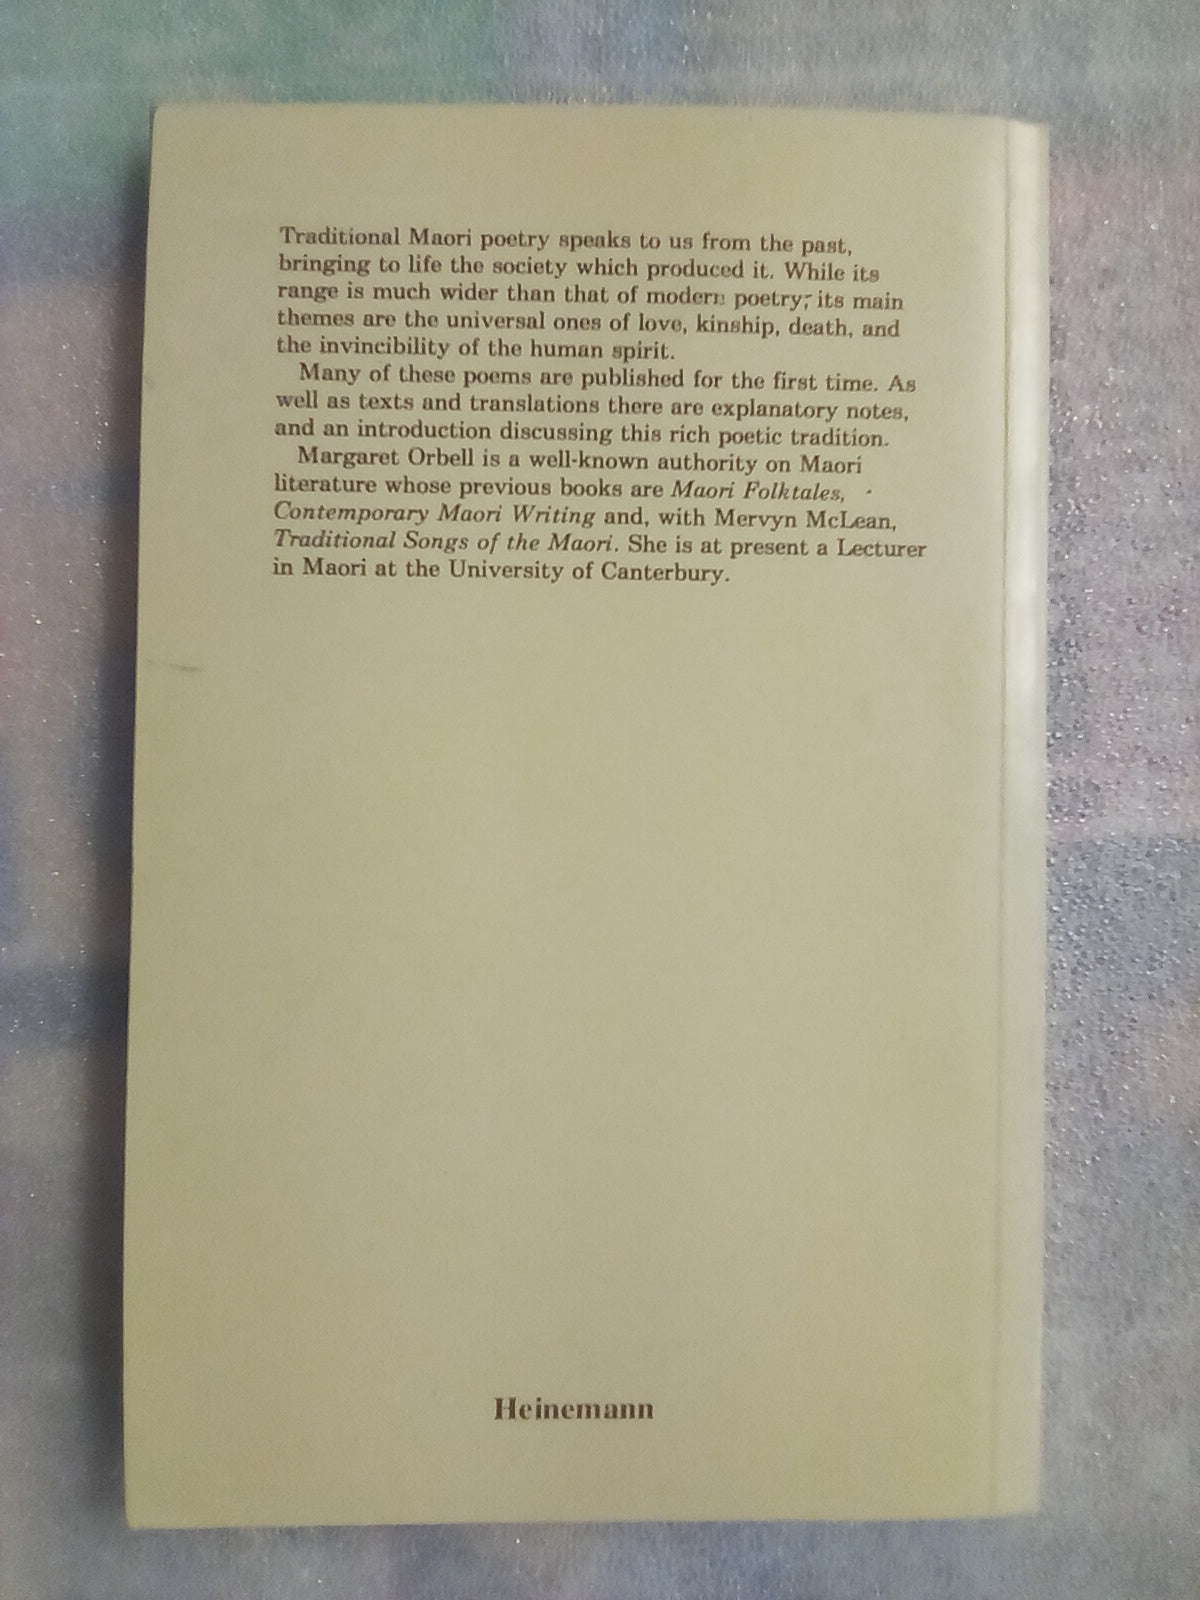 Traditional Maori poetry speaks to us from the past,
bringing to life the society which produced it. While its
range is much wider than that of modern poetry, its main
themes are the universal ones of love, kinship, death, and
the invincibility of the human spirit.
Many of these poems are published for the first time. As
well as texts and translations there are explanatory notes,
and an introduction discussing this rich poetic tradition.
Margaret Orbell is a well-known authority on Maori
literature whose previous books are Maori Folktales,
Contemporary Maori Writing and, with Mervyn McLean,
Traditional Songs of the Maori. She is at present a Lecturer
in Maori at the University of Canterbury.
Heinemann